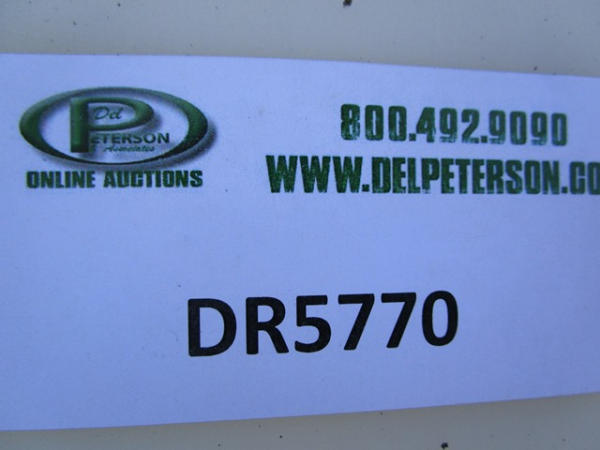 Del
PETERSON
Associates
ONLINE AUCTIONS
800.492.9090
WWW.DELPETERSON.CO
DR5770